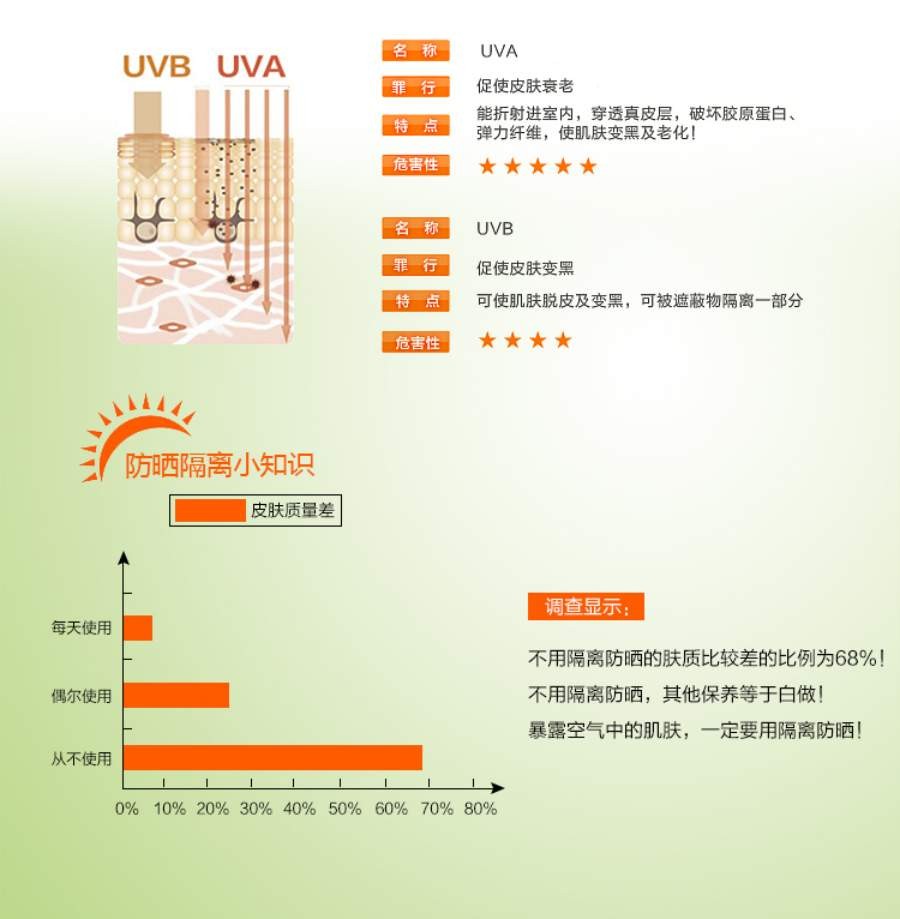 UVB UVA
名 称 UVA
罪 行 促使皮肤衰老
特 点 能折射进室内，穿透真皮层，破坏胶原蛋白、
弹力纤维，使肌肤变黑及老化！
危害性 ★★★★★
名 称 UVB
罪 行 促使皮肤变黑
特 点 可使肌肤脱皮及变黑，可被遮蔽物隔离一部分
危害性 ★★★★
防晒隔离小知识
皮肤质量差
每天使用
偶尔使用
从不使用
0% 10% 20% 30% 40% 50% 60% 70% 80%
调查显示：
不用隔离防晒的肤质比较差的比例为68%！
不用隔离防晒，其他保养等于白做！
暴露空气中的肌肤，一定要用隔离防晒！